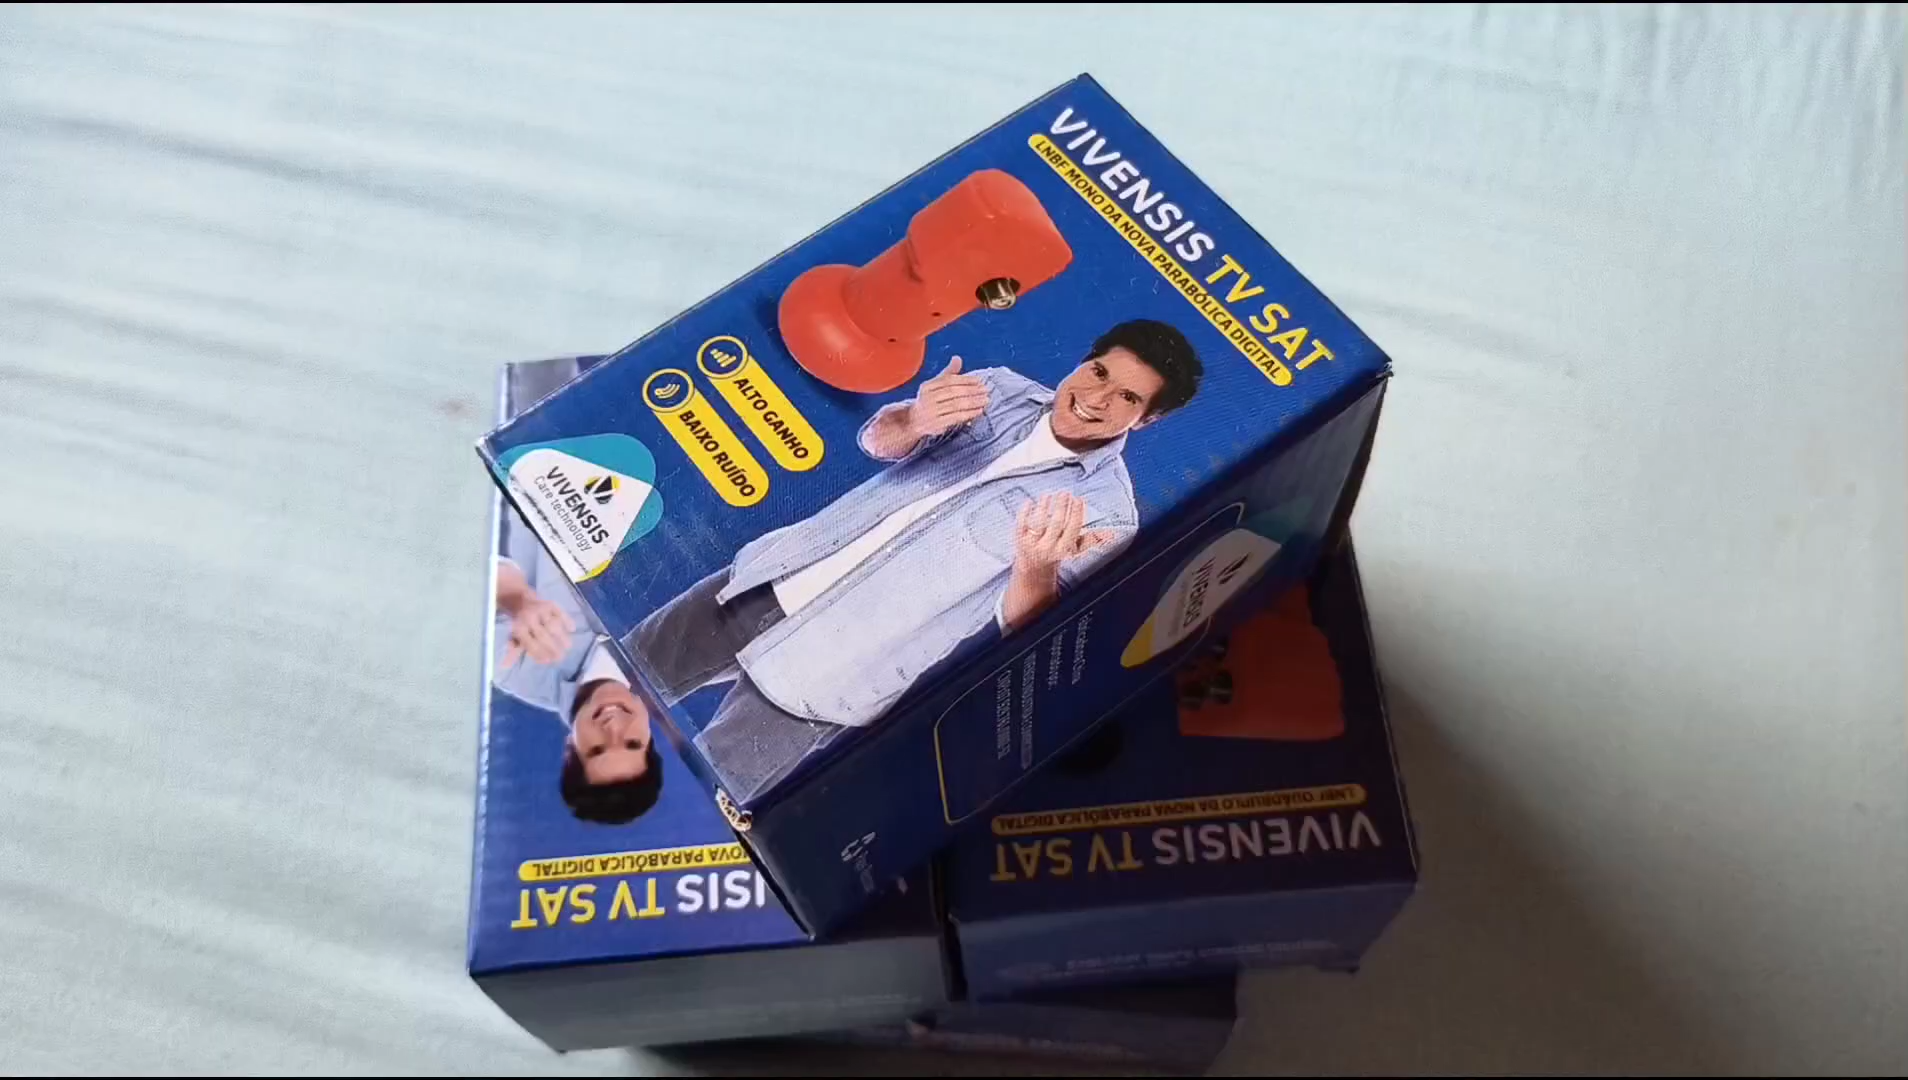 VIVENSIS TV SAT
LNBF MONO DA NOVA PARABÓLICA DIGITAL
ALTO GANHO
BAIXO RUÍDO
VIVENSIS
Care technology
VIVENSIS
NOVA PARABÓLICA DIGITAL
TV SAT
LNBF QUÁDRUPLO DA NOVA PARABÓLICA DIGITAL
VIVENSIS TV SAT